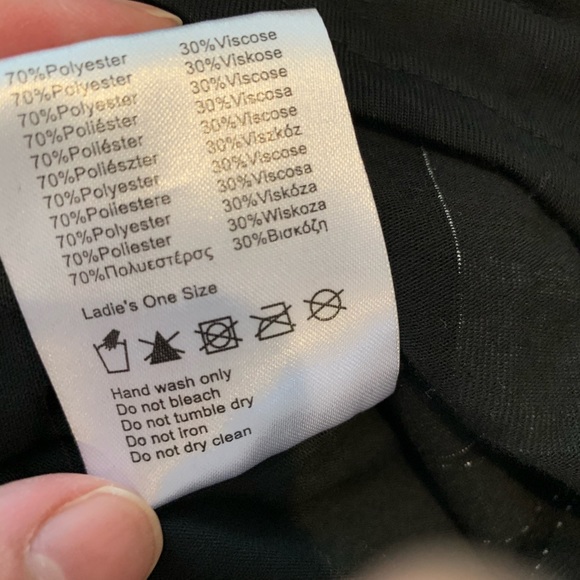 70%Polyester 30%Viscose
70%Polyester 30%Viskose
70%Polyester 30%Viscose
70%Poliéster 30%Viscosa
70%Poliéster 30%Viscose
70%Poliészter 30%Viszkóz
70%Polyester 30%Viscose
70%Poliestere 30%Viscosa
70%Polyester 30%Viskóza
70%Poliester 30%Wiskoza
70%Πολυεστέρος 30%Βισκόζη
Ladie's One Size
Hand wash only
Do not bleach
Do not tumble dry
Do not iron
Do not dry clean